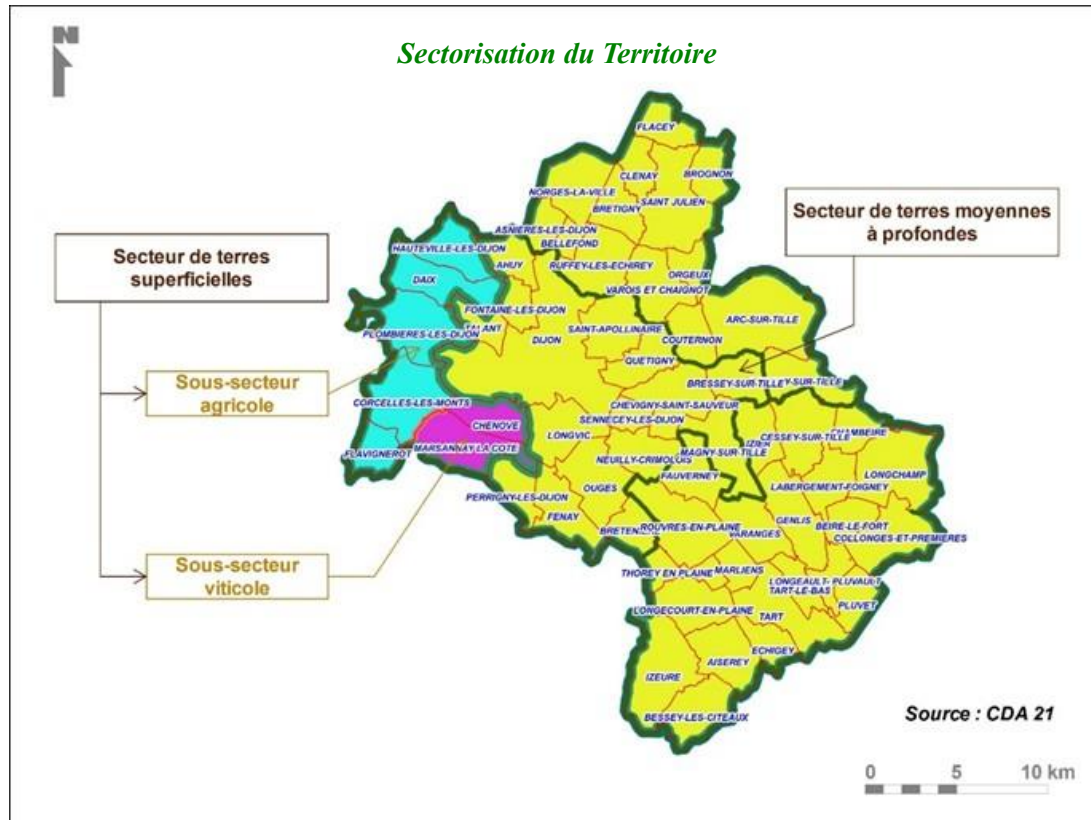 N
Sectorisation du Territoire
Secteur de terres
superficielles
Sous-secteur
agricole
Sous-secteur
viticole
Secteur de terres moyennes
à profondes
FLACEY
CLENAY
BROGNON
NORGES-LA-VILLE
SAINT JULIEN
BRETIGNY
ASNIERES-LES-DIJON
BELLEFOND
HAUTEVILLE-LES-DIJON
AHUY
RUFFEY-LES-ECHIREY
ORGEUX
DAIX
VAROIS ET CHAIGNOT
FONTAINE-LES-DIJON
ARC-SUR-TILLE
PLOMBIERES-LES-DIJON
TALANT
SAINT-APOLLINAIRE
DIJON
COUTERNON
QUETIGNY
BRESSEY-SUR-TILLE
Y-SUR-TILLE
CORCELLES-LES-MONTS
CHEVIGNY-SAINT-SAUVEUR
SENNECEY-LES-DIJON
CHENOVE
LONGVIC
IZIER
CESSEY-SUR-TILLE
CHAMBEIRE
FLAVIGNEROT
MARSANNAY LA COTE
NEUILLY-CRIMOLOIS
MAGNY-SUR-TILLE
FAUVERNEY
LONGCHAMP
PERRIGNY-LES-DIJON
OUGES
LABERGEMENT-FOIGNEY
FENAY
BRETENIERE
ROUVRES-EN-PLAINE
VARANGES
GENLIS
BEIRE-LE-FORT
COLLONGES-ET-PREMIERES
THOREY EN PLAINE
MARLIENS
LONGEAULT-PLUVAULT
TART-LE-BAS
PLUVET
LONGECOURT-EN-PLAINE
TART
ECHIGEY
AISEREY
IZEURE
BESSEY-LES-CITEAUX
Source : CDA 21
0 5 10 km